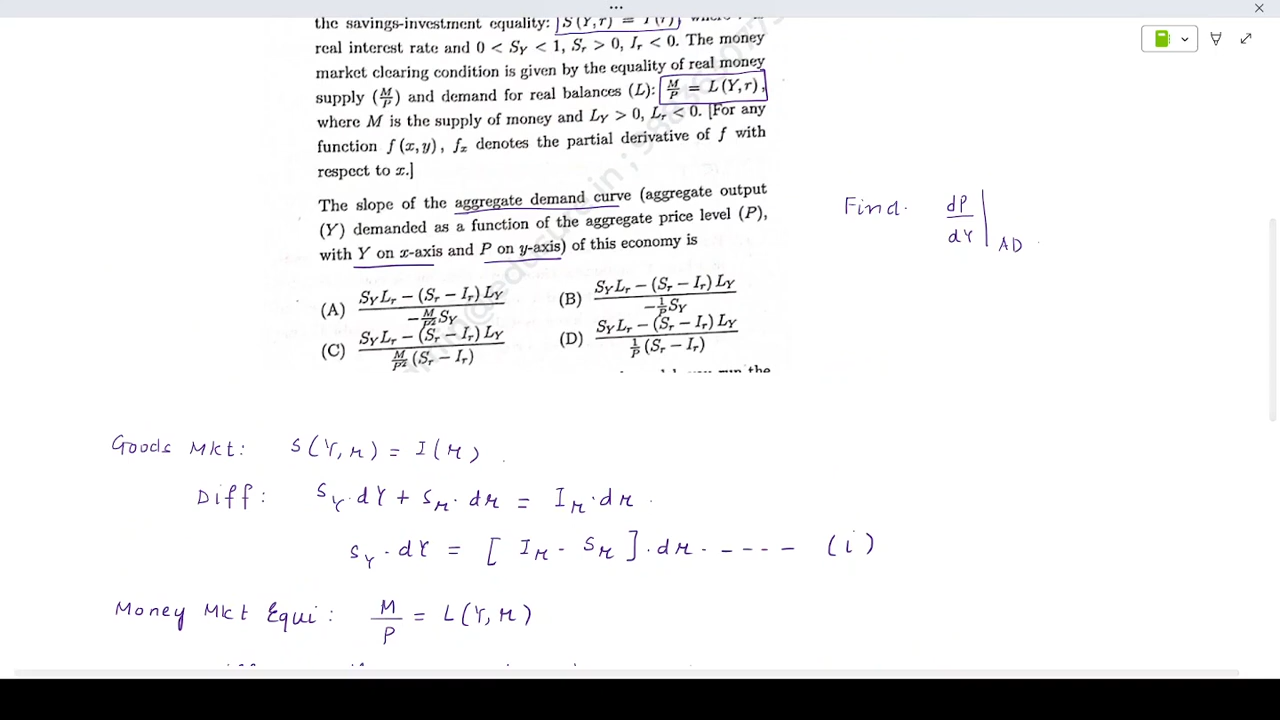 the savings-investment equality: S(Y,r) = I(r), where r is
real interest rate and 0 < S_Y < 1, S_r > 0, I_r < 0. The money
market clearing condition is given by the equality of real money
supply (M/P) and demand for real balances (L): M/P = L(Y,r),
where M is the supply of money and L_Y > 0, L_r < 0. [For any
function f(x,y), f_x denotes the partial derivative of f with
respect to x.]
The slope of the aggregate demand curve (aggregate output
(Y) demanded as a function of the aggregate price level (P),
with Y on x-axis and P on y-axis) of this economy is
Find. dP/dY | AD
(A) S_Y L_r − (S_r − I_r) L_Y / −M/P² S_Y
(B) S_Y L_r − (S_r − I_r) L_Y / −1/P S_Y
(C) S_Y L_r − (S_r − I_r) L_Y / M/P² (S_r − I_r)
(D) S_Y L_r − (S_r − I_r) L_Y / 1/P (S_r − I_r)
Goods Mkt: S(Y,r) = I(r)
Diff: S_Y·dY + S_r·dr = I_r·dr
S_Y·dY = [I_r - S_r]·dr ---- (i)
Money Mkt Equi: M/P = L(Y,r)